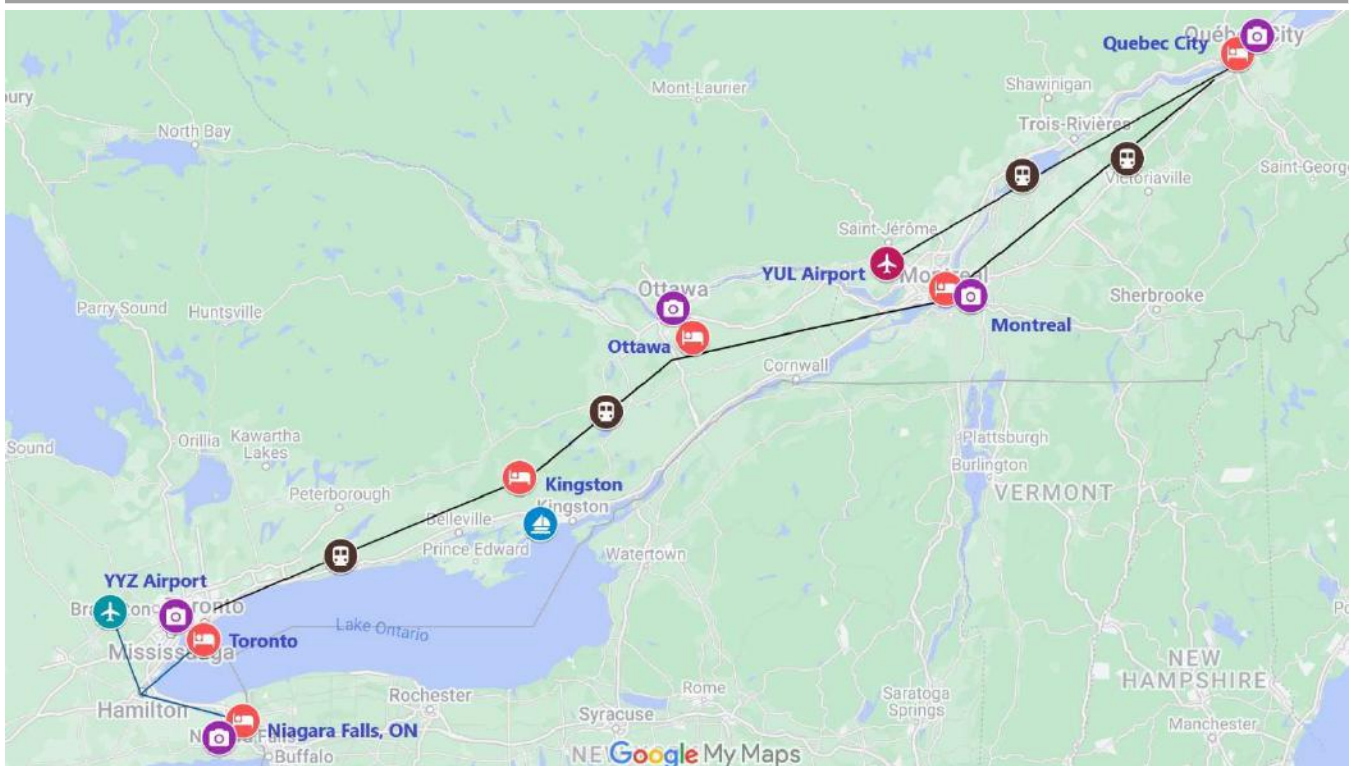 Québec City
Quebec City
Mont-Laurier
Shawinigan
bury
North Bay
Trois-Rivières
Saint-George
Victoriaville
Saint-Jérôme
YUL Airport
Montreal
Ottawa
Sherbrooke
Parry Sound
Huntsville
Montreal
Ottawa
Cornwall
Sound
Orillia
Kawartha
Lakes
Plattsburgh
Burlington
Kingston
Peterborough
VERMONT
Kingston
Belleville
Prince Edward
Watertown
YYZ Airport
Toronto
Lake Ontario
Toronto
Mississauga
NEW
HAMPSHIRE
Rome
Saratoga
Springs
Rochester
Hamilton
Syracuse
Manchester
Niagara Falls, ON
Buffalo
Google My Maps